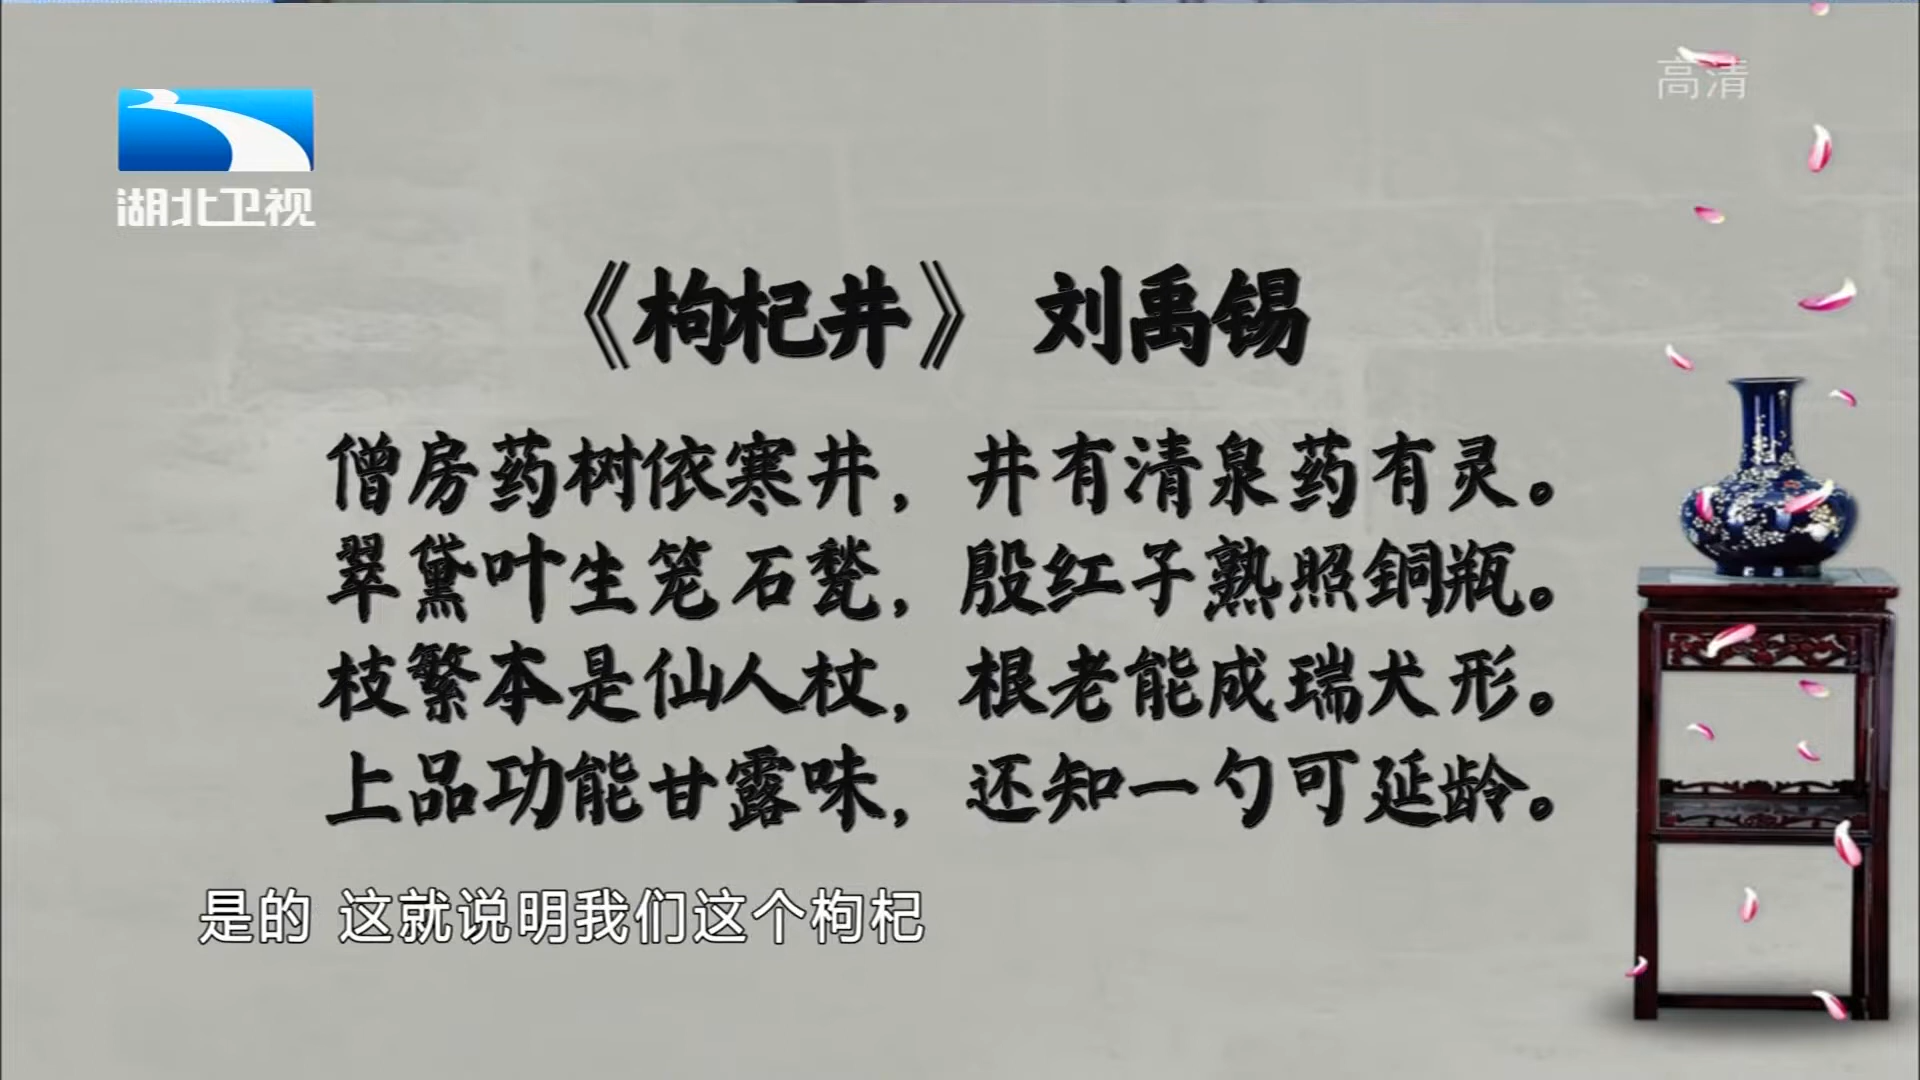 高清
湖北卫视
《枸杞井》 刘禹锡
僧房药树依寒井，井有清泉药有灵。
翠黛叶生笼石甃，殷红子熟照铜瓶。
枝繁本是仙人杖，根老能成瑞犬形。
上品功能甘露味，还知一勺可延龄。
是的 这就说明我们这个枸杞